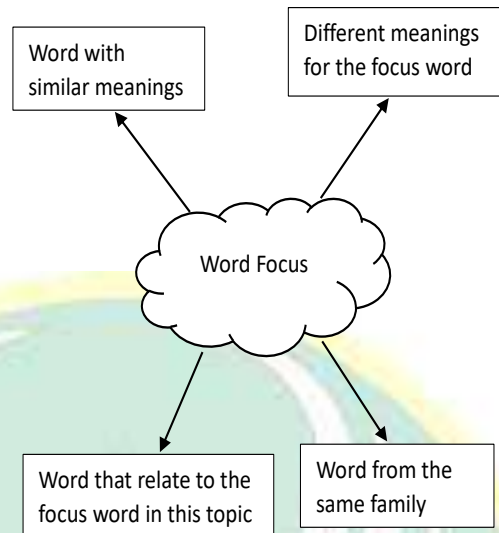 Word with
similar meanings
Different meanings
for the focus word
Word Focus
Word that relate to the
focus word in this topic
Word from the
same family